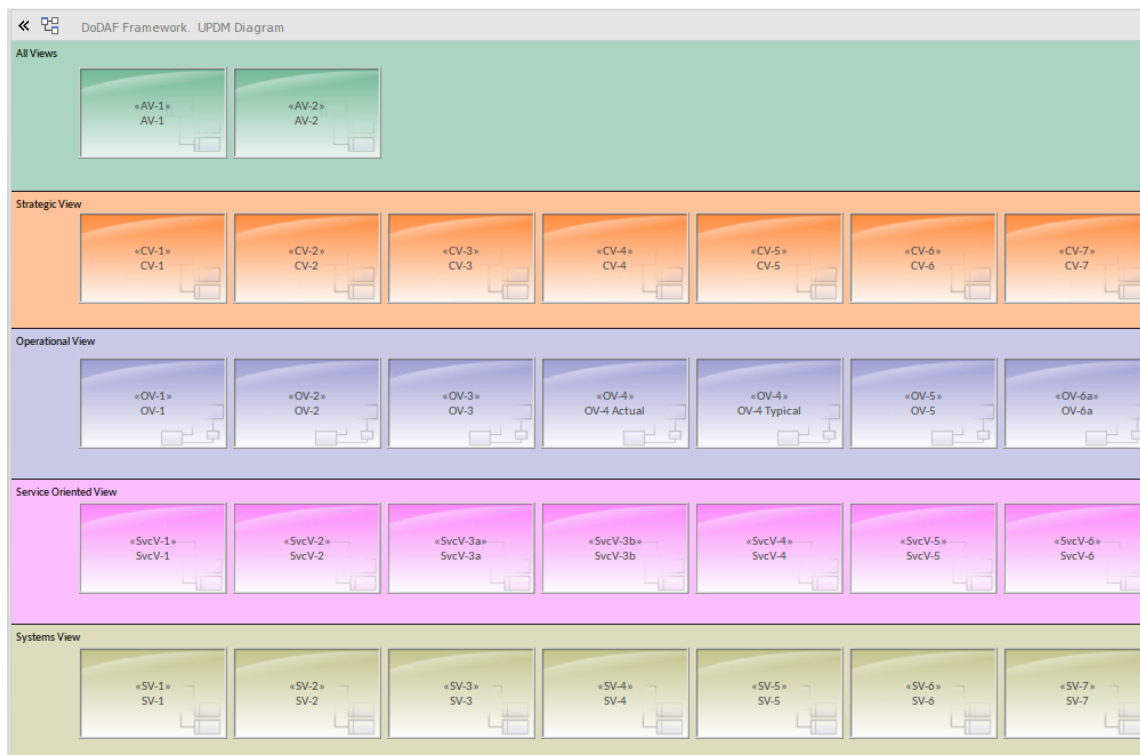 « DoDAF Framework. UPDM Diagram
All Views
«AV-1» «AV-2»
AV-1 AV-2
Strategic View
«CV-1» «CV-2» «CV-3» «CV-4» «CV-5» «CV-6» «CV-7»
CV-1 CV-2 CV-3 CV-4 CV-5 CV-6 CV-7
Operational View
«OV-1» «OV-2» «OV-3» «OV-4» «OV-4» «OV-5» «OV-6a»
OV-1 OV-2 OV-3 OV-4 Actual OV-4 Typical OV-5 OV-6a
Service Oriented View
«SvcV-1» «SvcV-2» «SvcV-3a» «SvcV-3b» «SvcV-4» «SvcV-5» «SvcV-6»
SvcV-1 SvcV-2 SvcV-3a SvcV-3b SvcV-4 SvcV-5 SvcV-6
Systems View
«SV-1» «SV-2» «SV-3» «SV-4» «SV-5» «SV-6» «SV-7»
SV-1 SV-2 SV-3 SV-4 SV-5 SV-6 SV-7